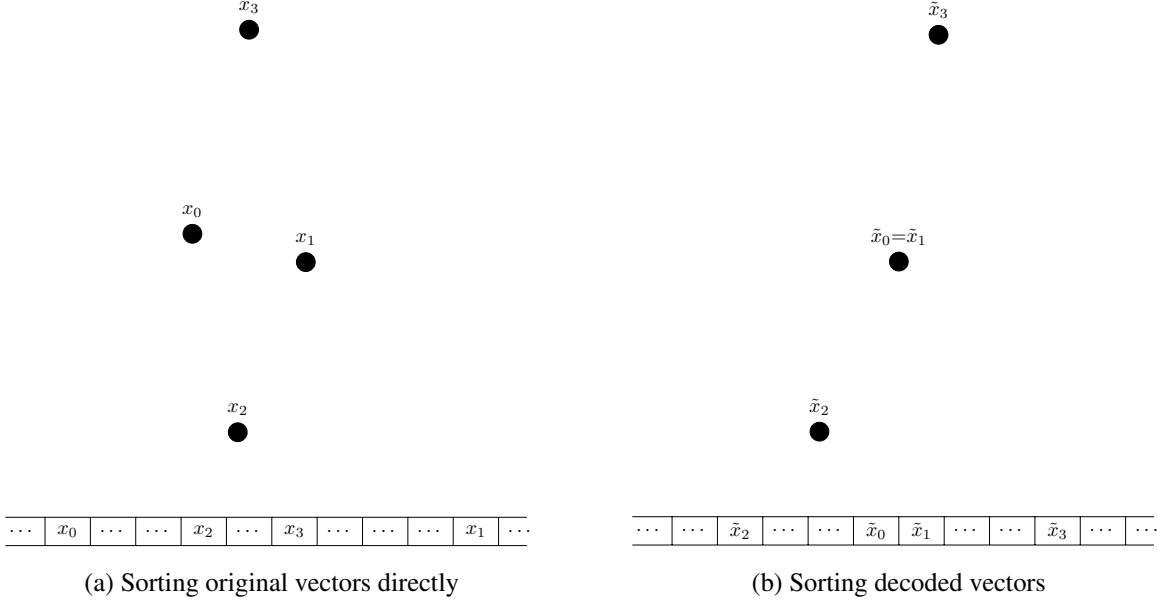 x₃
x̃₃
x₀
x₁
x̃₀=x̃₁
x₂
x̃₂
··· x₀ ··· ··· x₂ ··· x₃ ··· ··· ··· x₁ ···
··· ··· x̃₂ ··· ··· x̃₀ x̃₁ ··· ··· x̃₃ ··· ···
(a) Sorting original vectors directly
(b) Sorting decoded vectors